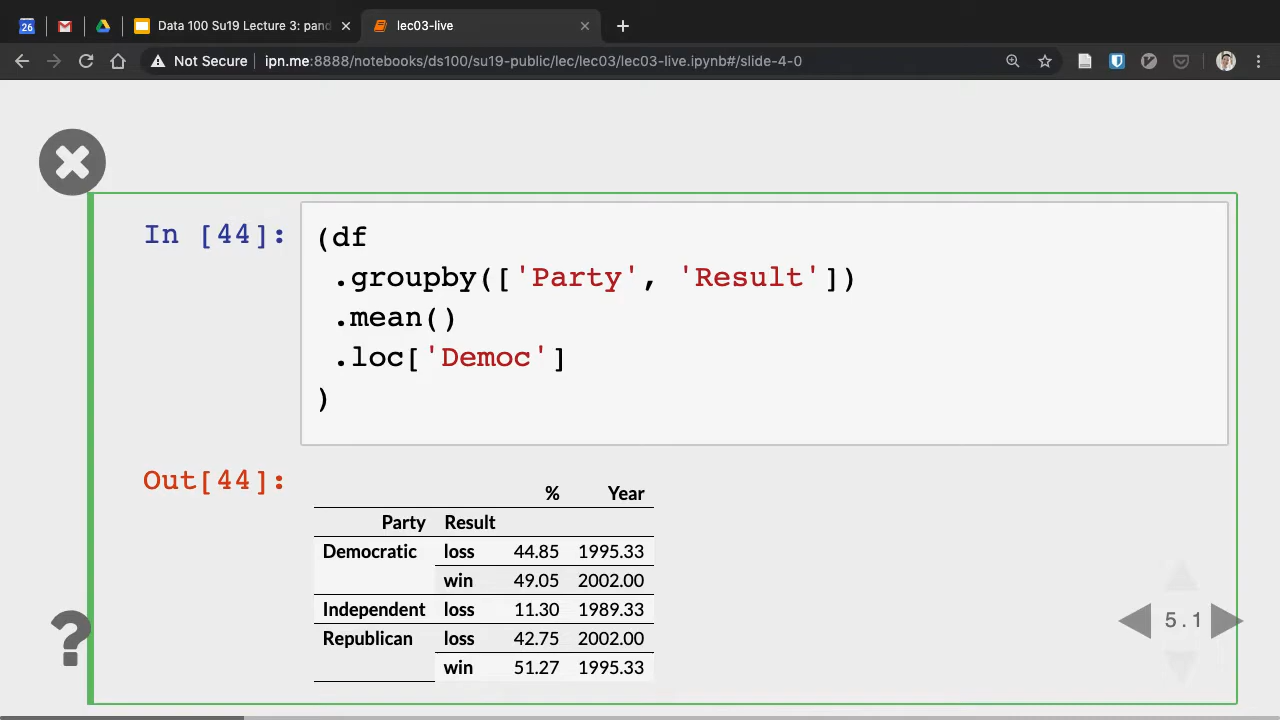 26
Data 100 Su19 Lecture 3: pand
lec03-live
Not Secure
ipn.me:8888/notebooks/ds100/su19-public/lec/lec03/lec03-live.ipynb#/slide-4-0
In [44]:
(df
.groupby(['Party', 'Result'])
.mean()
.loc['Democ']
)
Out[44]:
% Year
Party Result
Democratic loss 44.85 1995.33
win 49.05 2002.00
Independent loss 11.30 1989.33
Republican loss 42.75 2002.00
win 51.27 1995.33
?
5.1